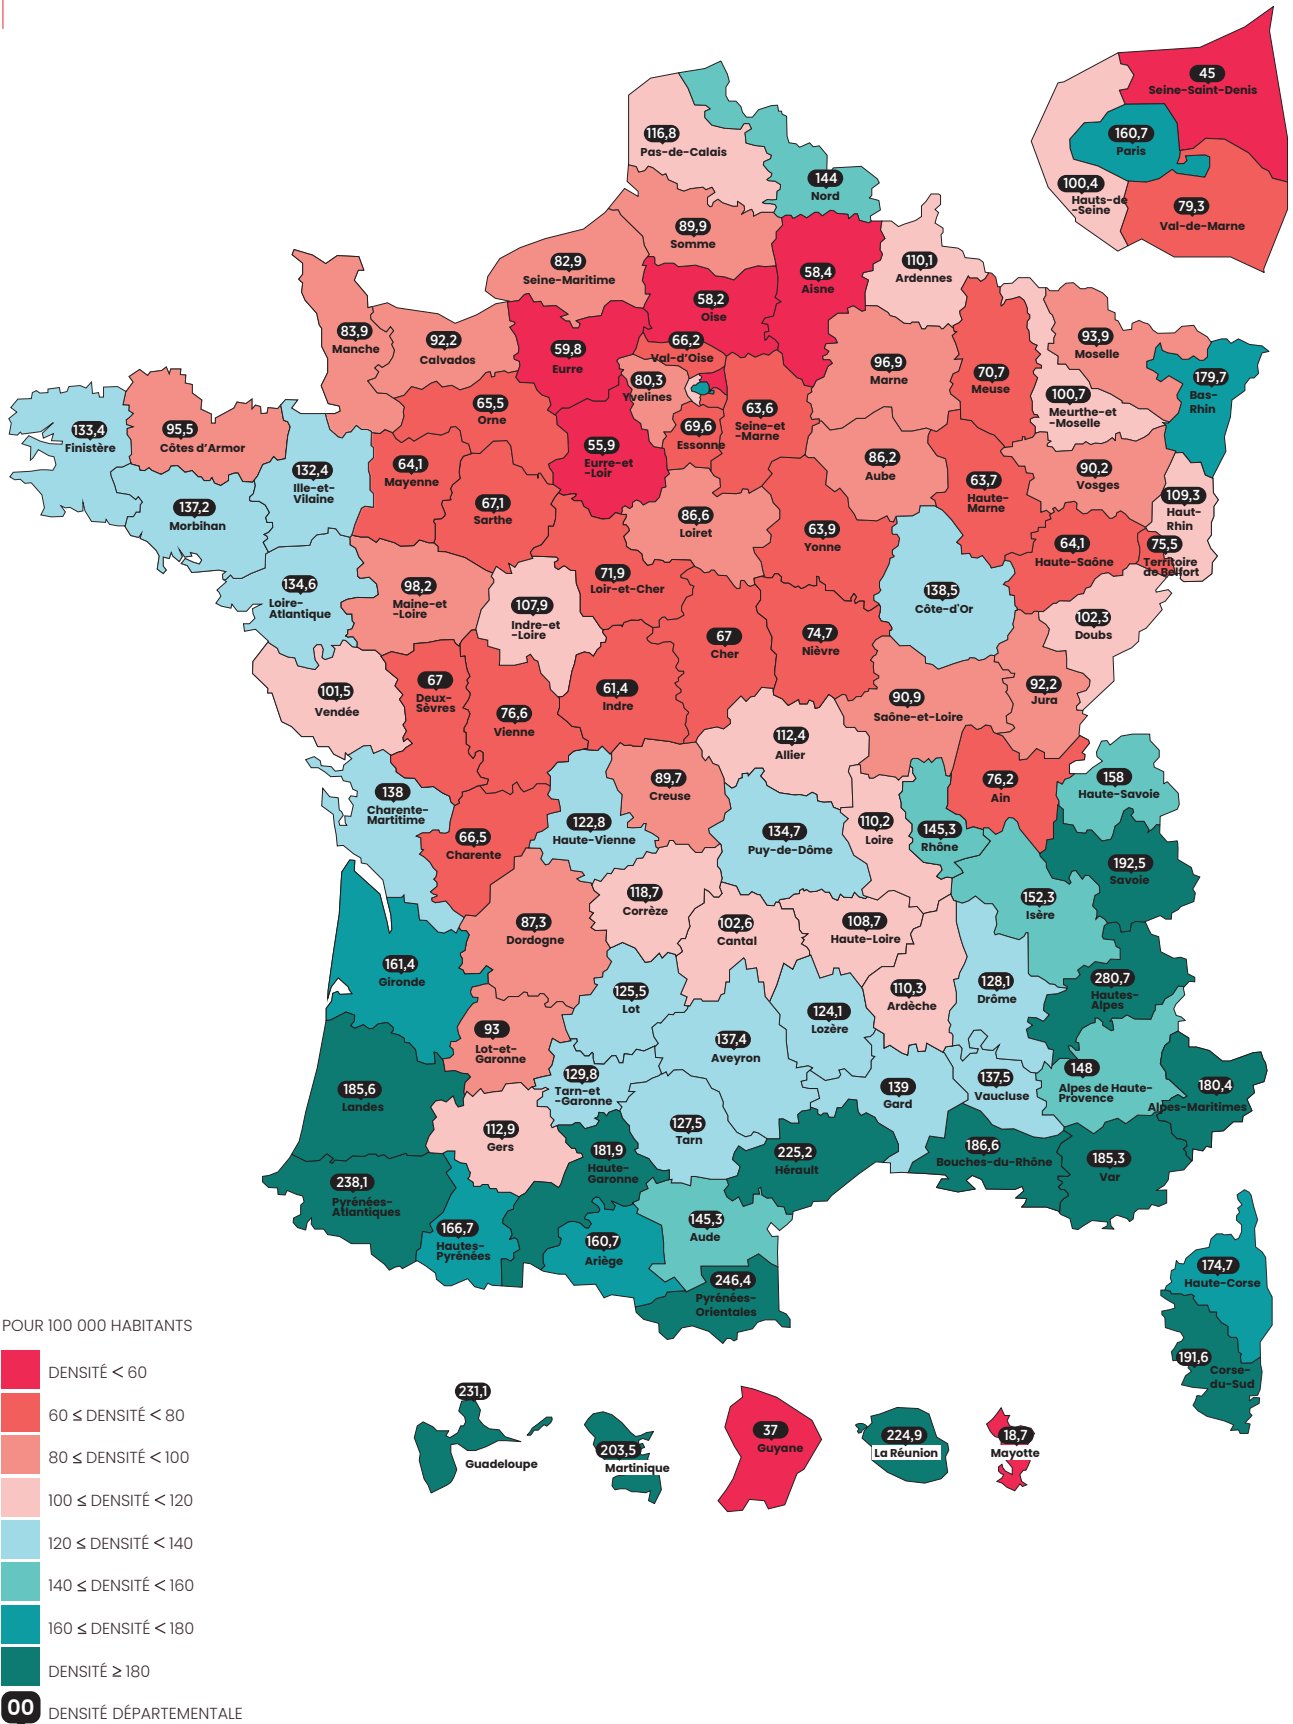 45
Seine-Saint-Denis
160,7
Paris
100,4
Hauts-de
-Seine
79,3
Val-de-Marne
116,8
Pas-de-Calais
144
Nord
89,9
Somme
82,9
Seine-Maritime
58,4
Aisne
110,1
Ardennes
58,2
Oise
83,9
Manche
92,2
Calvados
59,8
Eurre
66,2
Val-d'Oise
80,3
Yvelines
96,9
Marne
70,7
Meuse
93,9
Moselle
179,7
Bas-
Rhin
100,7
Meurthe-et
-Moselle
65,5
Orne
69,6
Essonne
63,6
Seine-et
-Marne
133,4
Finistère
95,5
Côtes d'Armor
132,4
Ille-et-
Vilaine
64,1
Mayenne
55,9
Eurre-et
-Loir
86,2
Aube
63,7
Haute-
Marne
90,2
Vosges
109,3
Haut-
Rhin
137,2
Morbihan
67,1
Sarthe
86,6
Loiret
63,9
Yonne
64,1
Haute-Saône
75,5
Territoire
de Belfort
134,6
Loire-
Atlantique
98,2
Maine-et
-Loire
107,9
Indre-et
-Loire
71,9
Loir-et-Cher
138,5
Côte-d'Or
102,3
Doubs
67
Cher
74,7
Nièvre
101,5
Vendée
67
Deux-
Sèvres
76,6
Vienne
61,4
Indre
90,9
Saône-et-Loire
92,2
Jura
112,4
Allier
138
Charente-
Martitime
66,5
Charente
122,8
Haute-Vienne
89,7
Creuse
134,7
Puy-de-Dôme
110,2
Loire
145,3
Rhône
76,2
Ain
158
Haute-Savoie
192,5
Savoie
118,7
Corrèze
152,3
Isère
87,3
Dordogne
102,6
Cantal
108,7
Haute-Loire
161,4
Gironde
125,5
Lot
110,3
Ardèche
128,1
Drôme
280,7
Hautes-
Alpes
93
Lot-et-
Garonne
137,4
Aveyron
124,1
Lozère
185,6
Landes
129,8
Tarn-et
-Garonne
139
Gard
137,5
Vaucluse
148
Alpes de Haute-
Provence
180,4
Alpes-Maritimes
112,9
Gers
181,9
Haute-
Garonne
127,5
Tarn
225,2
Hérault
186,6
Bouches-du-Rhône
185,3
Var
238,1
Pyrénées-
Atlantiques
166,7
Hautes-
Pyrénées
160,7
Ariège
145,3
Aude
246,4
Pyrénées-
Orientales
174,7
Haute-Corse
191,6
Corse-
du-Sud
POUR 100 000 HABITANTS
DENSITÉ < 60
60 ≤ DENSITÉ < 80
80 ≤ DENSITÉ < 100
100 ≤ DENSITÉ < 120
120 ≤ DENSITÉ < 140
140 ≤ DENSITÉ < 160
160 ≤ DENSITÉ < 180
DENSITÉ ≥ 180
00 DENSITÉ DÉPARTEMENTALE
231,1
Guadeloupe
203,5
Martinique
37
Guyane
224,9
La Réunion
18,7
Mayotte